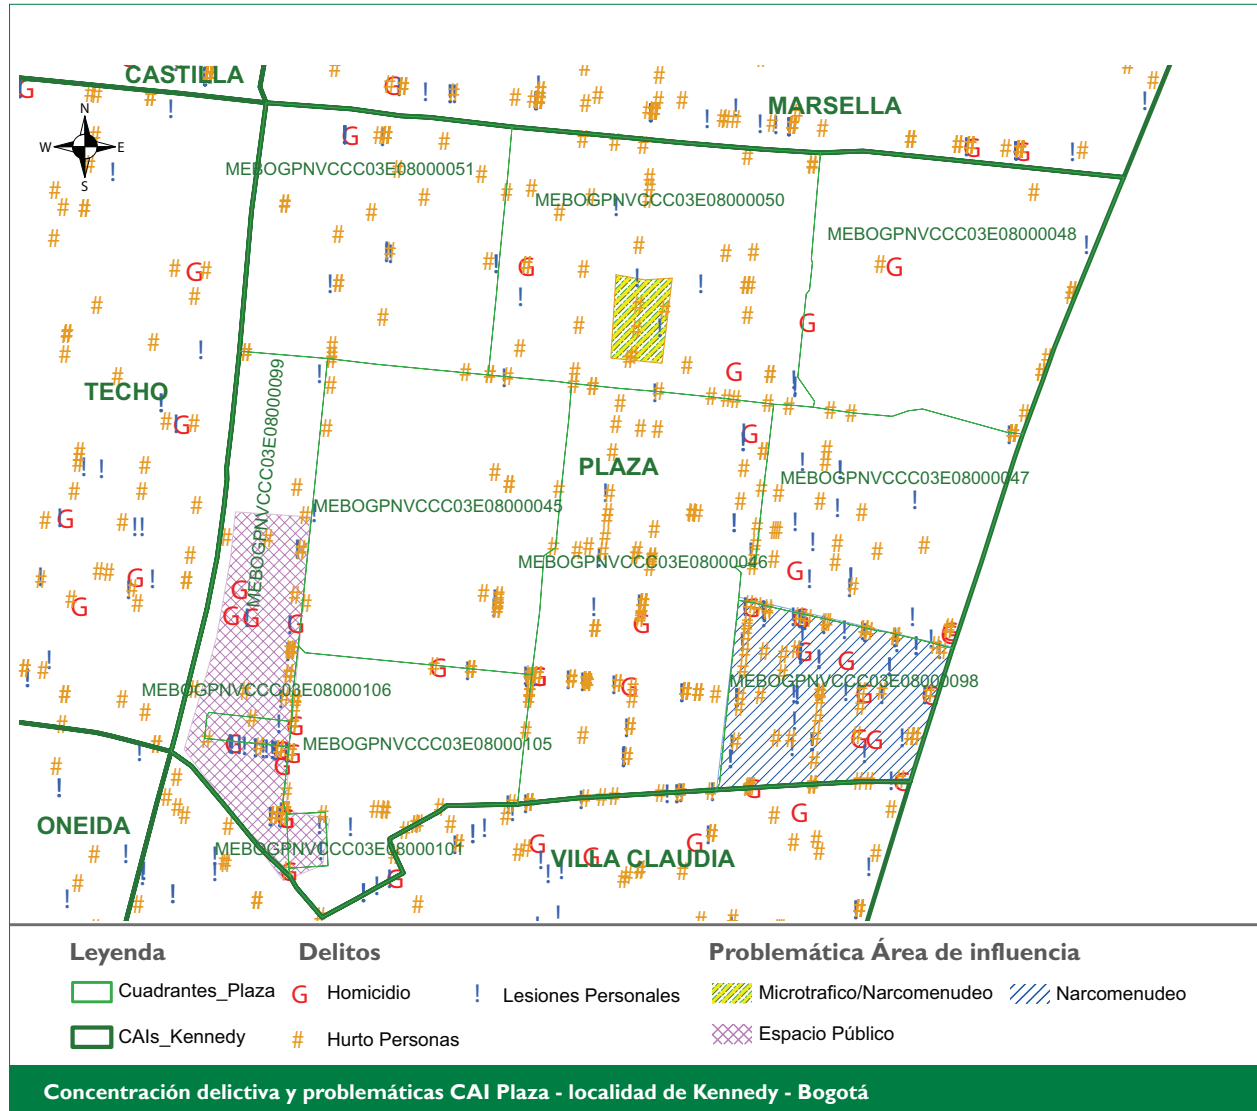 CASTILLA
MARSELLA
N
W E
S
MEBOGPNVCCC03E08000051
MEBOGPNVCCC03E08000050
MEBOGPNVCCC03E08000048
TECHO
MEBOGPNVCCC03E08000099
PLAZA
MEBOGPNVCCC03E08000047
MEBOGPNVCCC03E08000045
MEBOGPNVCCC03E08000046
MEBOGPNVCCC03E08000106
MEBOGPNVCCC03E08000098
MEBOGPNVCCC03E08000105
ONEIDA
MEBOGPNVCCC03E08000101
VILLA CLAUDIA
Leyenda
Delitos
Problemática Área de influencia
Cuadrantes_Plaza
G Homicidio
! Lesiones Personales
Microtrafico/Narcomenudeo
Narcomenudeo
CAIs_Kennedy
# Hurto Personas
Espacio Público
Concentración delictiva y problemáticas CAI Plaza - localidad de Kennedy - Bogotá